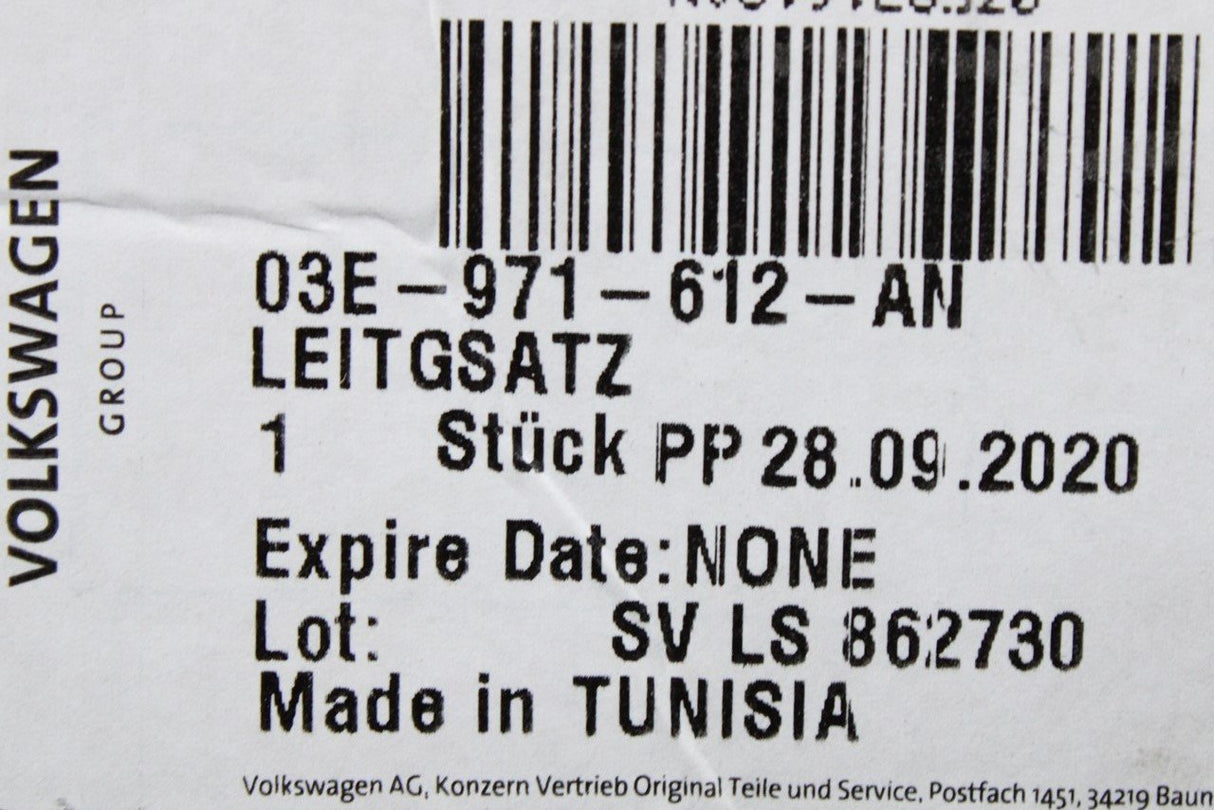 03E-971-612-AN
LEITGSATZ
1 Stück PP 28.09.2020
Expire Date:NONE
Lot: SV LS 862730
Made in TUNISIA
Volkswagen AG, Konzern Vertrieb Original Teile und Service, Postfach 1451, 34219
VOLKSWAGEN
GROUP